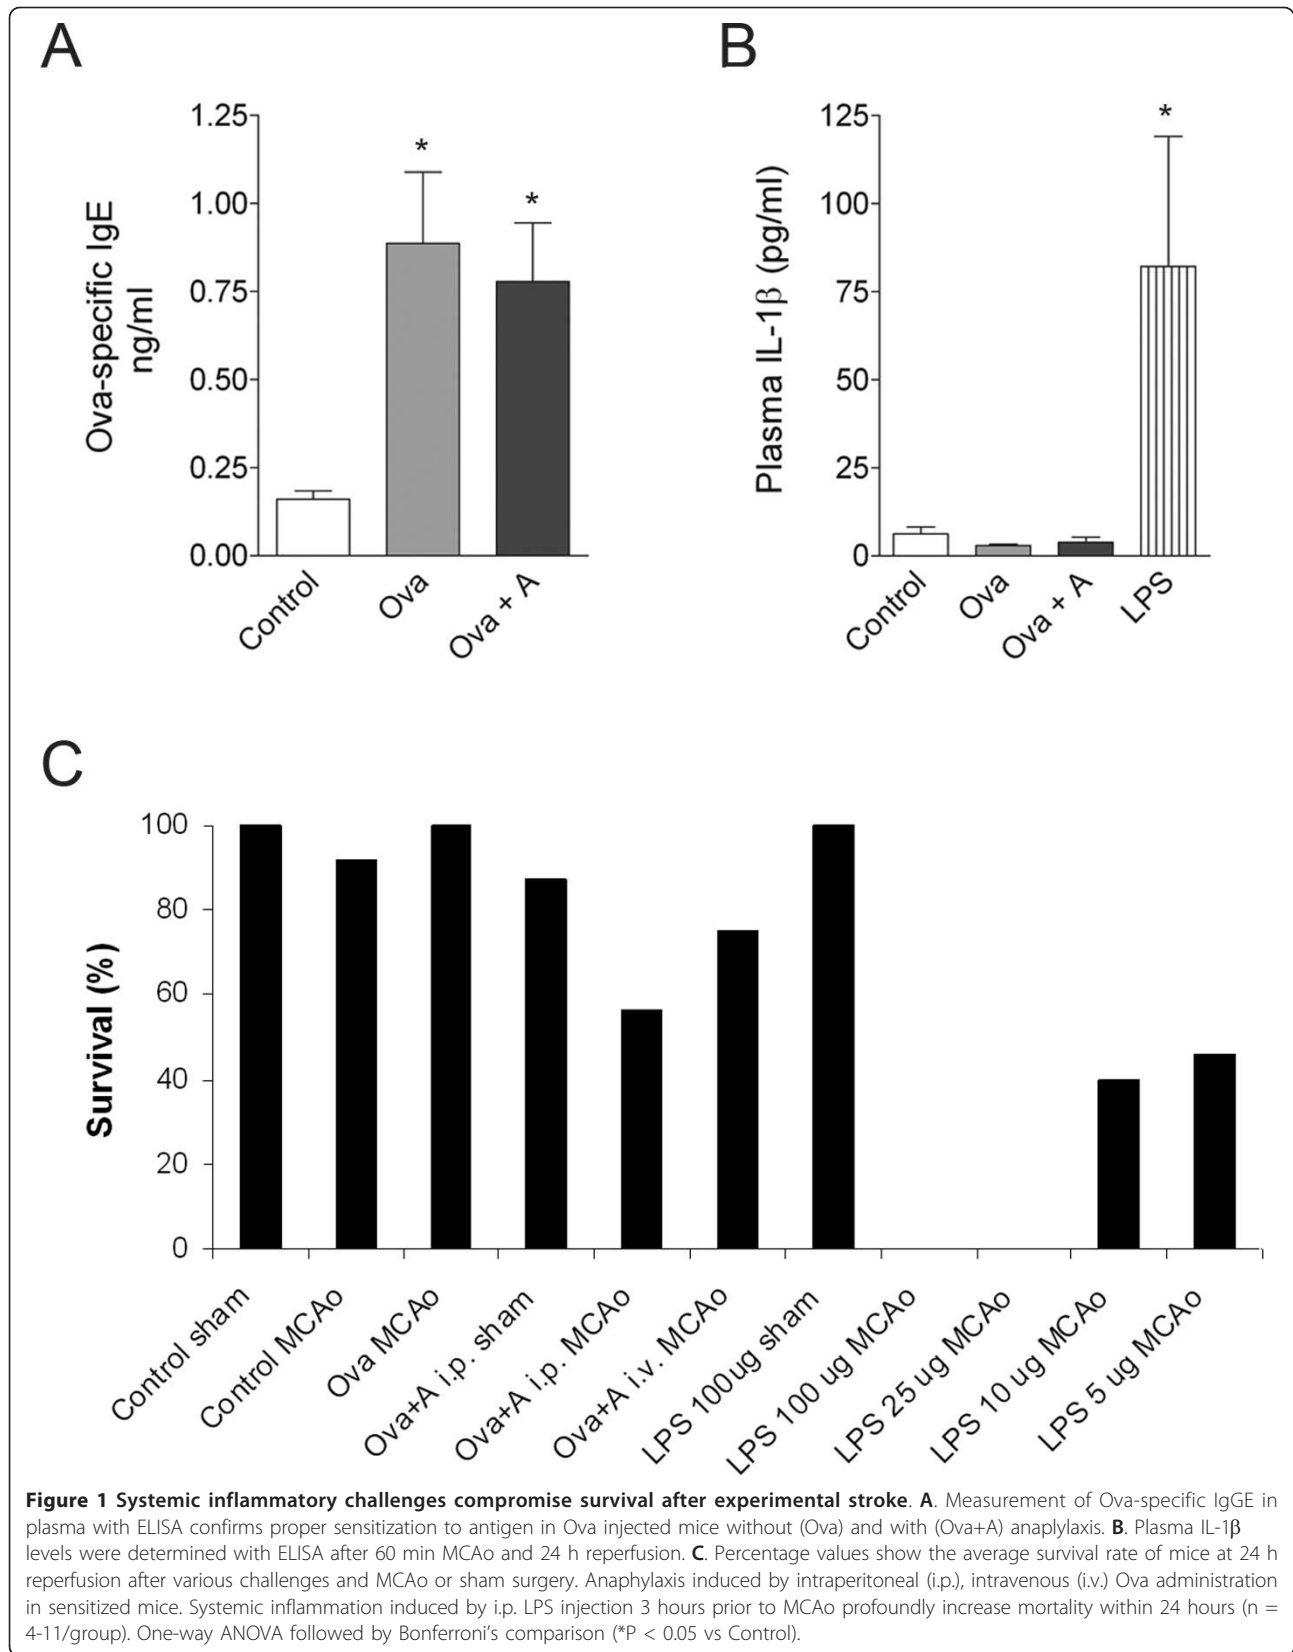 A
Ova-specific IgE
ng/ml
1.25
1.00
0.75
0.50
0.25
0.00
*
*
Control
Ova
Ova + A
B
Plasma IL-1β (pg/ml)
125
100
75
50
25
0
*
Control
Ova
Ova + A
LPS
C
Survival (%)
100
80
60
40
20
0
Control sham
Control MCAo
Ova MCAo
Ova+A i.p. sham
Ova+A i.p. MCAo
Ova+A i.v. MCAo
LPS 100ug sham
LPS 100 ug MCAo
LPS 25 ug MCAo
LPS 10 ug MCAo
LPS 5 ug MCAo
Figure 1 Systemic inflammatory challenges compromise survival after experimental stroke. A. Measurement of Ova-specific IgGE in
plasma with ELISA confirms proper sensitization to antigen in Ova injected mice without (Ova) and with (Ova+A) anaplylaxis. B. Plasma IL-1β
levels were determined with ELISA after 60 min MCAo and 24 h reperfusion. C. Percentage values show the average survival rate of mice at 24 h
reperfusion after various challenges and MCAo or sham surgery. Anaphylaxis induced by intraperitoneal (i.p.), intravenous (i.v.) Ova administration
in sensitized mice. Systemic inflammation induced by i.p. LPS injection 3 hours prior to MCAo profoundly increase mortality within 24 hours (n =
4-11/group). One-way ANOVA followed by Bonferroni's comparison (*P < 0.05 vs Control).